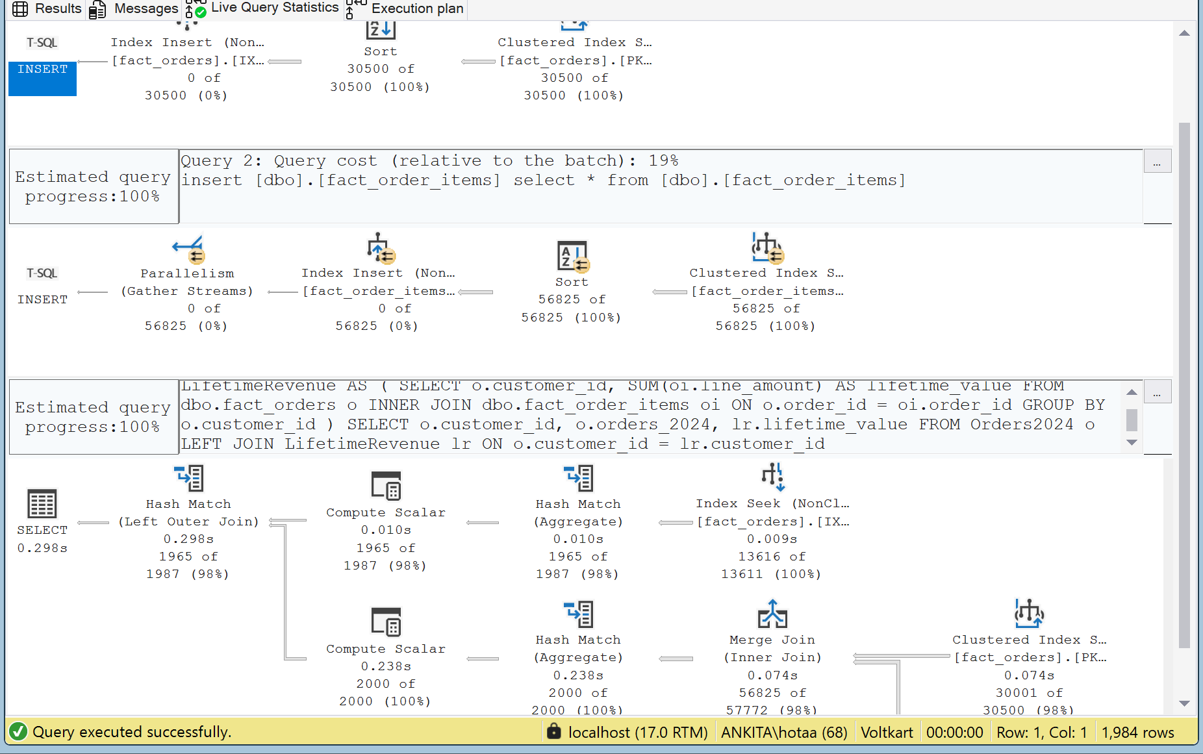 Results Messages Live Query Statistics Execution plan
T-SQL
INSERT
Index Insert (Non...
[fact_orders].[IX...
0 of
30500 (0%)
Sort
30500 of
30500 (100%)
Clustered Index S...
[fact_orders].[PK...
30500 of
30500 (100%)
Estimated query
progress:100%
Query 2: Query cost (relative to the batch): 19%
insert [dbo].[fact_order_items] select * from [dbo].[fact_order_items]
...
T-SQL
INSERT
Parallelism
(Gather Streams)
0 of
56825 (0%)
Index Insert (Non...
[fact_order_items...
0 of
56825 (0%)
Sort
56825 of
56825 (100%)
Clustered Index S...
[fact_order_items...
56825 of
56825 (100%)
Estimated query
progress:100%
LifetimeRevenue AS ( SELECT o.customer_id, SUM(oi.line_amount) AS lifetime_value FROM
dbo.fact_orders o INNER JOIN dbo.fact_order_items oi ON o.order_id = oi.order_id GROUP BY
o.customer_id ) SELECT o.customer_id, o.orders_2024, lr.lifetime_value FROM Orders2024 o
LEFT JOIN LifetimeRevenue lr ON o.customer_id = lr.customer_id
...
SELECT
0.298s
Hash Match
(Left Outer Join)
0.298s
1965 of
1987 (98%)
Compute Scalar
0.010s
1965 of
1987 (98%)
Hash Match
(Aggregate)
0.010s
1965 of
1987 (98%)
Index Seek (NonCl...
[fact_orders].[IX...
0.009s
13616 of
13611 (100%)
Compute Scalar
0.238s
2000 of
2000 (100%)
Hash Match
(Aggregate)
0.238s
2000 of
2000 (100%)
Merge Join
(Inner Join)
0.074s
56825 of
57772 (98%)
Clustered Index S...
[fact_orders].[PK...
0.074s
30001 of
30500 (98%)
Query executed successfully.
localhost (17.0 RTM) ANKITA\hotaa (68) Voltkart 00:00:00 Row: 1, Col: 1 1,984 rows